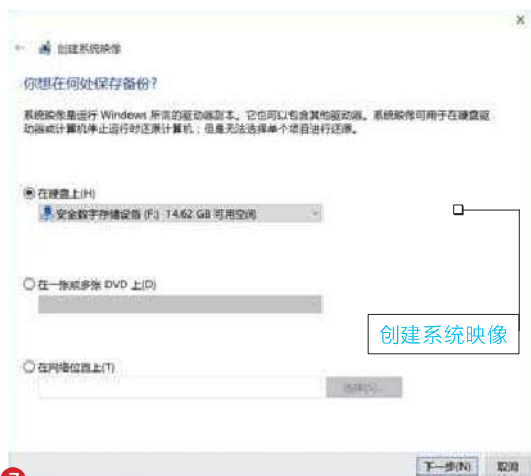 创建系统映像
你想在何处保存备份?
系统映像是运行 Windows 所需的驱动器副本。它也可以包含其他驱动器。系统映像可用于在硬盘驱
动器或计算机停止运行时还原计算机；但是无法选择单个项目进行还原。
在硬盘上(H)
安全数字存储设备 (F:) 14.62 GB 可用空间
在一张或多张 DVD 上(D)
创建系统映像
在网络位置上(T)
下一步(N) 取消